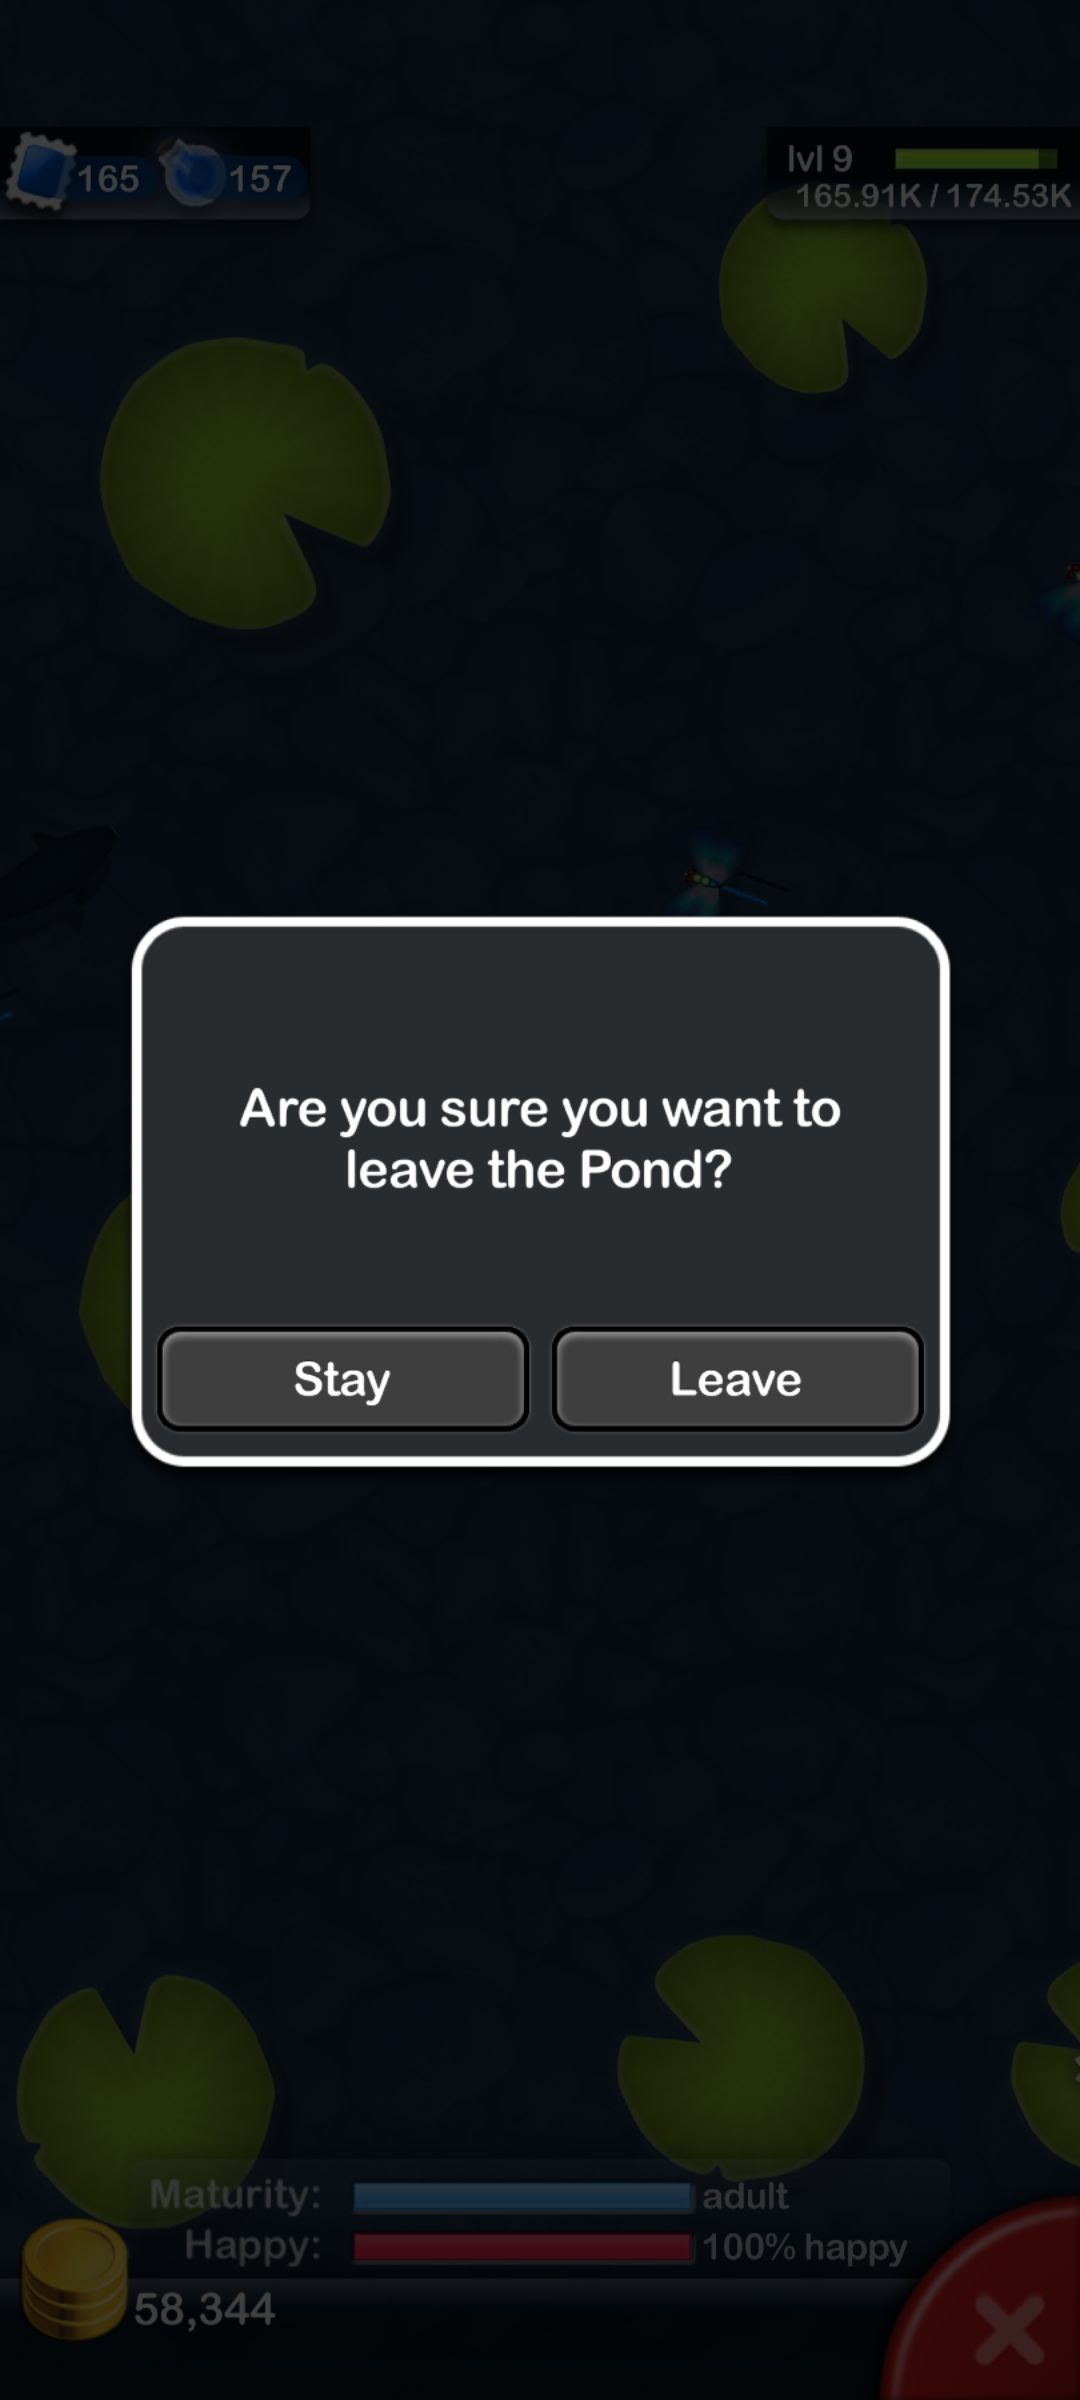 165 157
lvl 9
165.91K / 174.53K
Are you sure you want to
leave the Pond?
Stay Leave
Maturity: adult
Happy: 100% happy
58,344